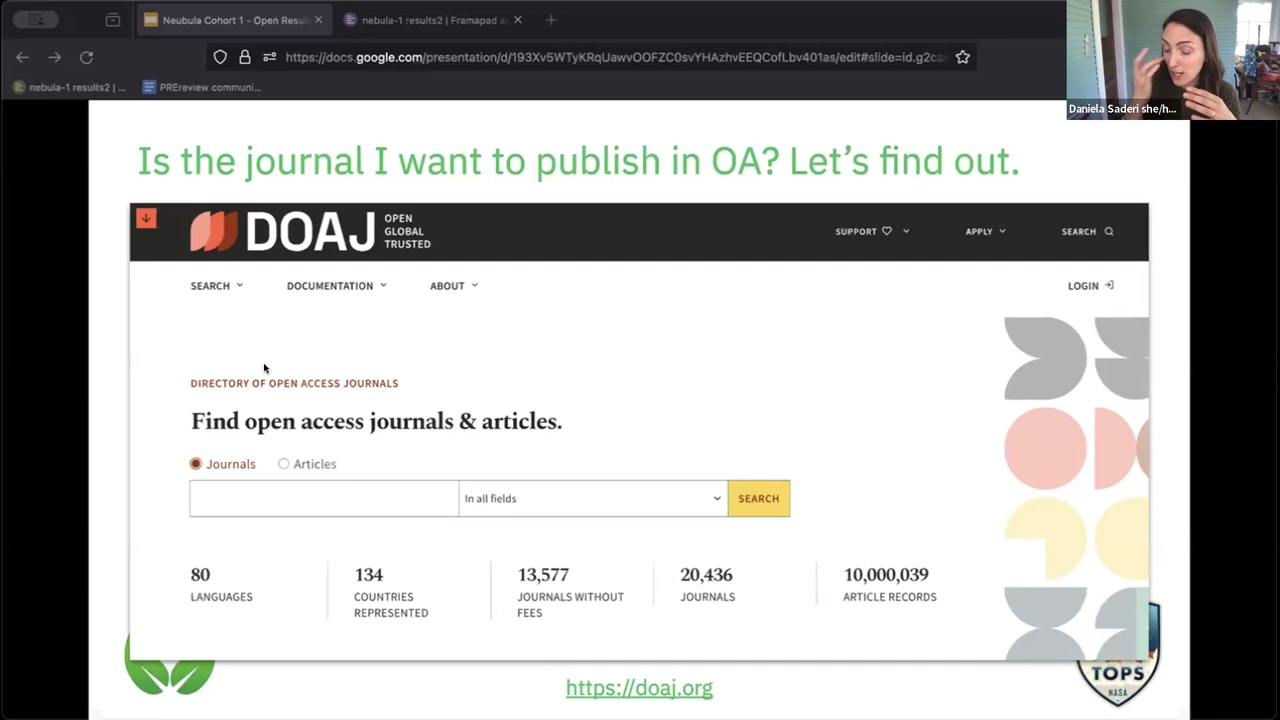 Neubula Cohort 1 - Open Resul
nebula-1 results2 | Framapad
https://docs.google.com/presentation/d/193Xv5WTyKRqUawvOOFZC0svYHAzhvEEQCofLbv401as/edit#slide=id.g2ca
nebula-1 results2 | ...
PREreview communi...
Daniela Saderi she/h...
Is the journal I want to publish in OA? Let's find out.
DOAJ
OPEN
GLOBAL
TRUSTED
SUPPORT
APPLY
SEARCH
SEARCH
DOCUMENTATION
ABOUT
LOGIN
DIRECTORY OF OPEN ACCESS JOURNALS
Find open access journals & articles.
Journals
Articles
In all fields
SEARCH
80
LANGUAGES
134
COUNTRIES
REPRESENTED
13,577
JOURNALS WITHOUT
FEES
20,436
JOURNALS
10,000,039
ARTICLE RECORDS
https://doaj.org
TOPS
NASA